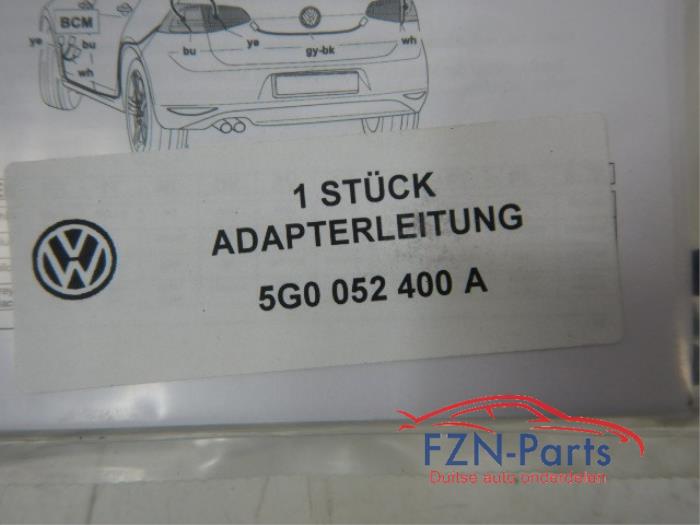 BCM
ye
bu
wh
bu
ye
gy-bk
wh
1 STÜCK
ADAPTERLEITUNG
5G0 052 400 A
FZN-Parts
Duitse auto onderdelen